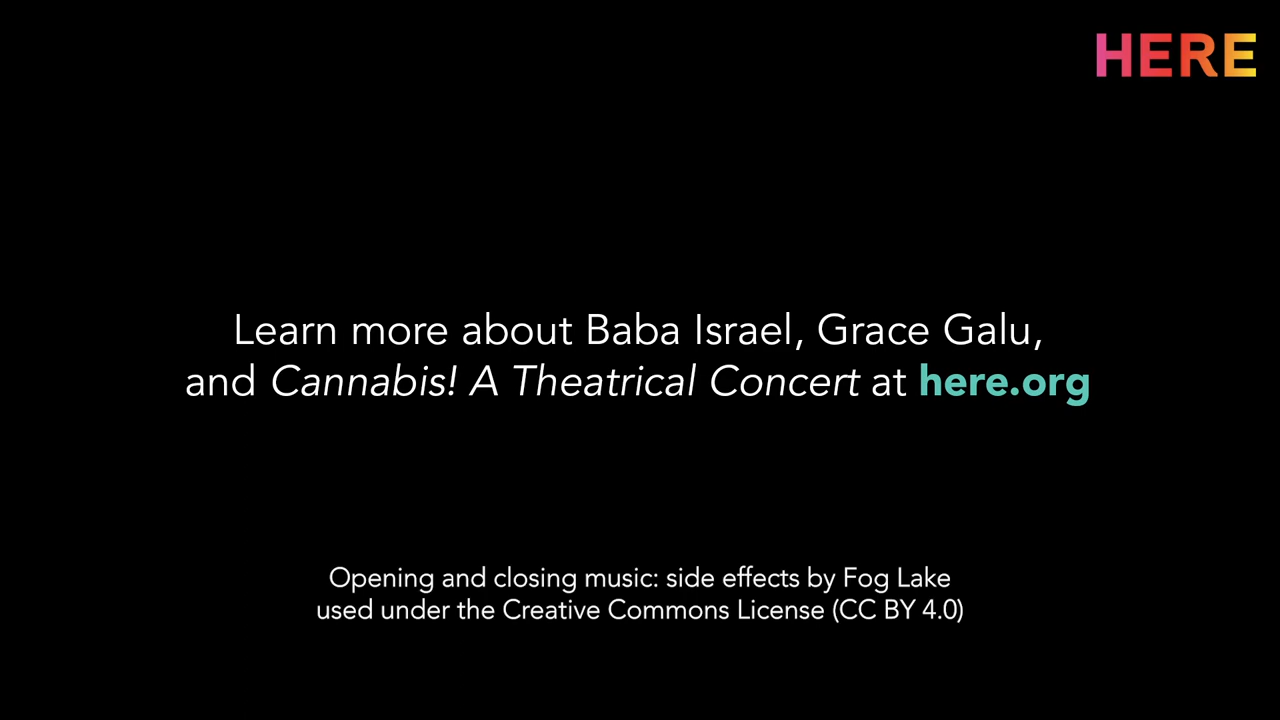 HERE
Learn more about Baba Israel, Grace Galu,
and Cannabis! A Theatrical Concert at here.org
Opening and closing music: side effects by Fog Lake
used under the Creative Commons License (CC BY 4.0)